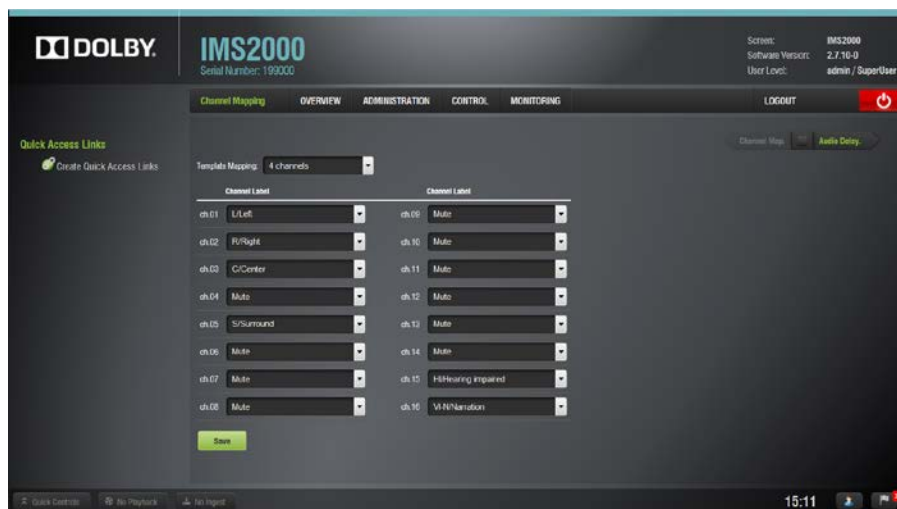 DOLBY.
IMS2000
Serial Number: 199000
Screen: IMS2000
Software Version: 2.7.10-0
User Level: admin / SuperUser
Channel Mapping OVERVIEW ADMINISTRATION CONTROL MONITORING LOGOUT
Quick Access Links
Create Quick Access Links
Channel Map. Audio Delay.
Template Mapping: 4 channels
Channel Label Channel Label
ch.01 L/Left ch.09 Mute
ch.02 R/Right ch.10 Mute
ch.03 C/Center ch.11 Mute
ch.04 Mute ch.12 Mute
ch.05 S/Surround ch.13 Mute
ch.06 Mute ch.14 Mute
ch.07 Mute ch.15 HI/Hearing impaired
ch.08 Mute ch.16 VI-N/Narration
Save
Quick Controls No Playback No Ingest 15:11